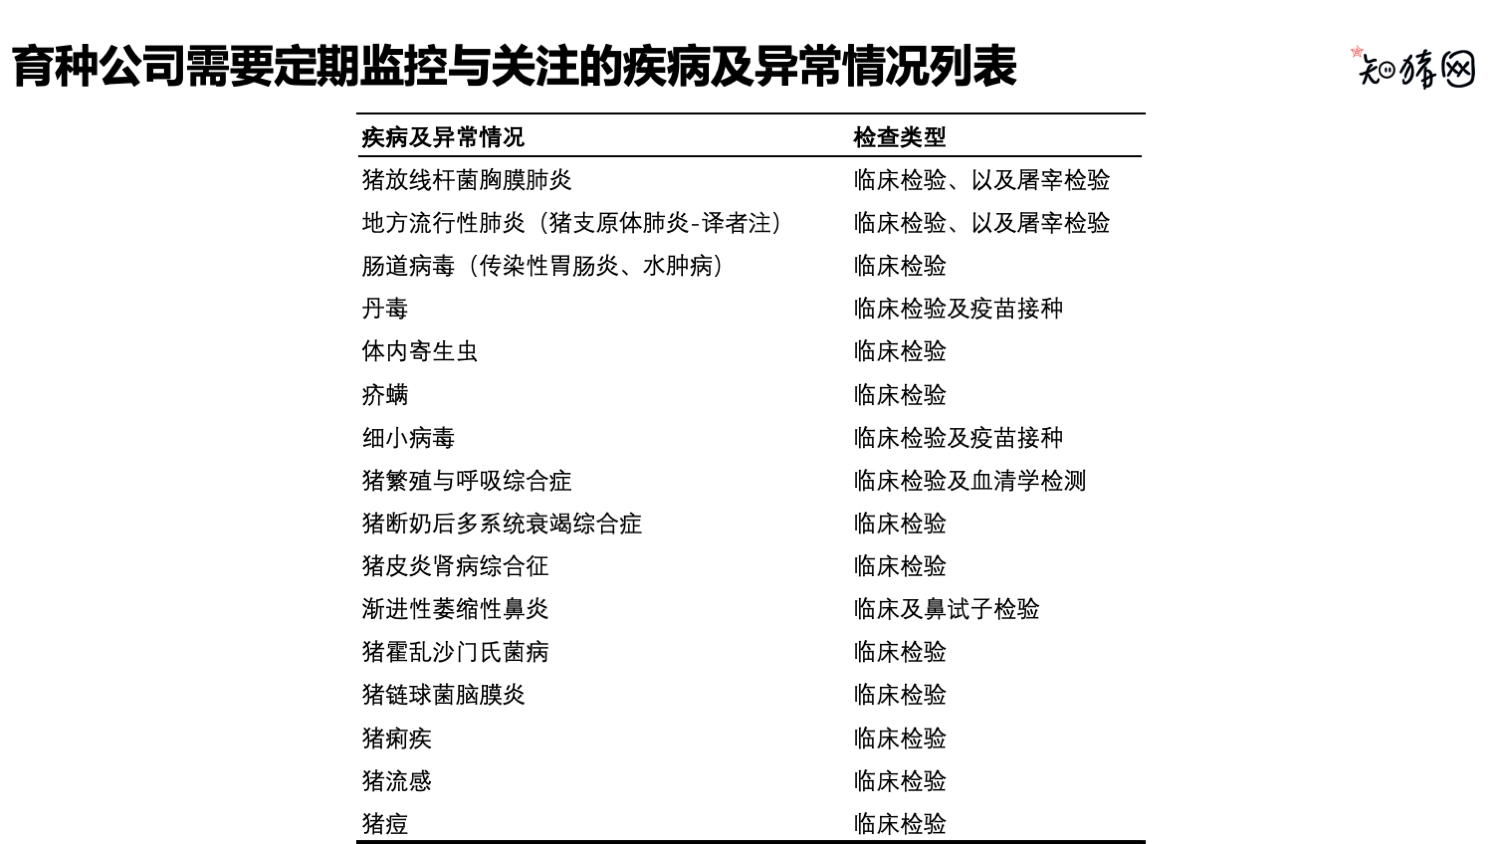 育种公司需要定期监控与关注的疾病及异常情况列表
知猪网
疾病及异常情况 检查类型
猪放线杆菌胸膜肺炎 临床检验、以及屠宰检验
地方流行性肺炎（猪支原体肺炎-译者注） 临床检验、以及屠宰检验
肠道病毒（传染性胃肠炎、水肿病） 临床检验
丹毒 临床检验及疫苗接种
体内寄生虫 临床检验
疥螨 临床检验
细小病毒 临床检验及疫苗接种
猪繁殖与呼吸综合症 临床检验及血清学检测
猪断奶后多系统衰竭综合症 临床检验
猪皮炎肾病综合征 临床检验
渐进性萎缩性鼻炎 临床及鼻试子检验
猪霍乱沙门氏菌病 临床检验
猪链球菌脑膜炎 临床检验
猪痢疾 临床检验
猪流感 临床检验
猪痘 临床检验